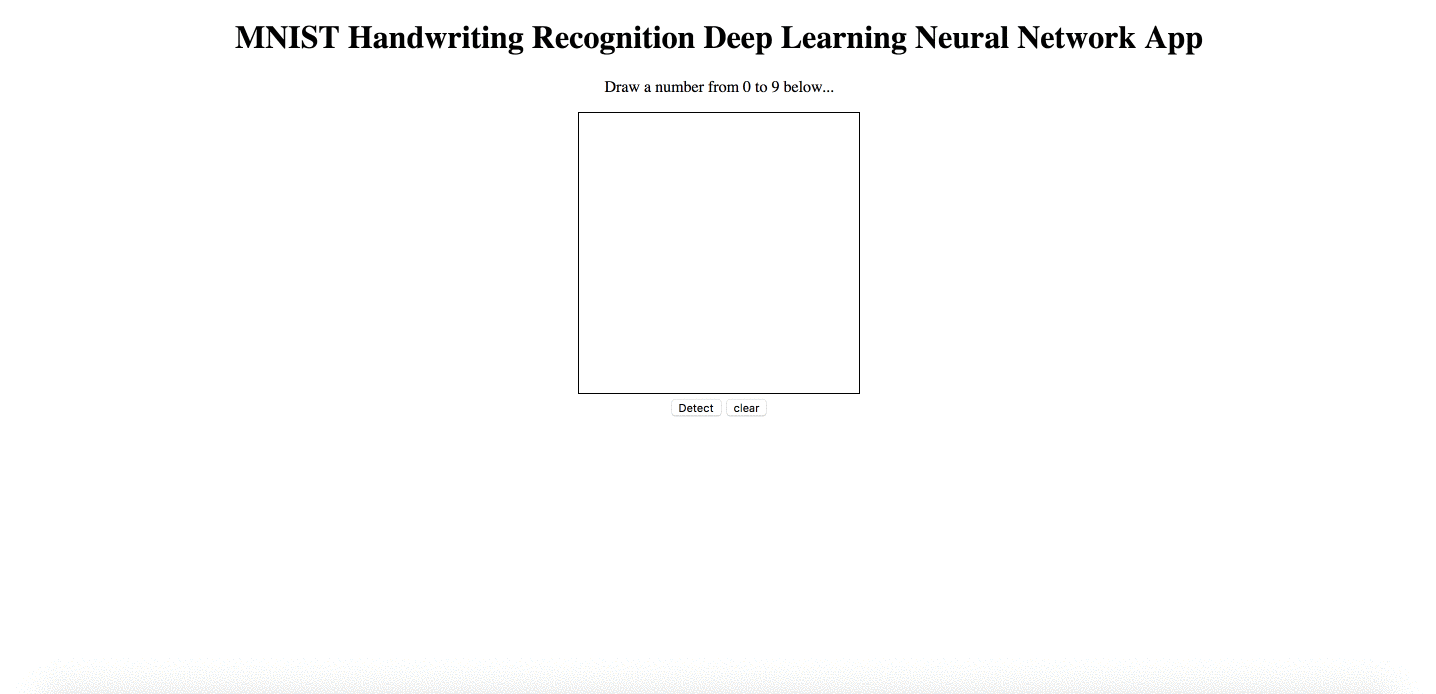 MNIST Handwriting Recognition Deep Learning Neural Network App
Draw a number from 0 to 9 below...
Detect clear